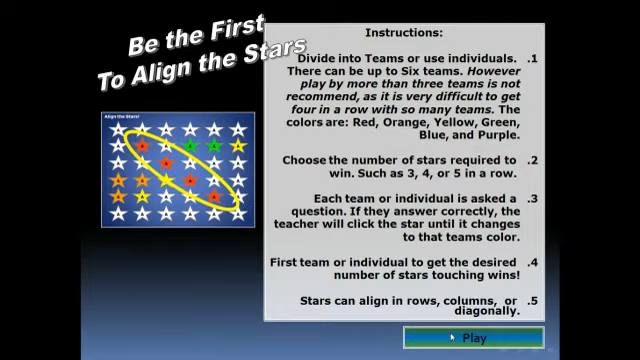 Be the First
To Align the Stars
Align the Stars!
Instructions:
Divide into Teams or use individuals. .1
There can be up to Six teams. However
play by more than three teams is not
recommend, as it is very difficult to get
four in a row with so many teams. The
colors are: Red, Orange, Yellow, Green,
Blue, and Purple.
Choose the number of stars required to .2
win. Such as 3, 4, or 5 in a row.
Each team or individual is asked a .3
question. If they answer correctly, the
teacher will click the star until it changes
to that teams color.
First team or individual to get the desired .4
number of stars touching wins!
Stars can align in rows, columns, or .5
diagonally.
Play